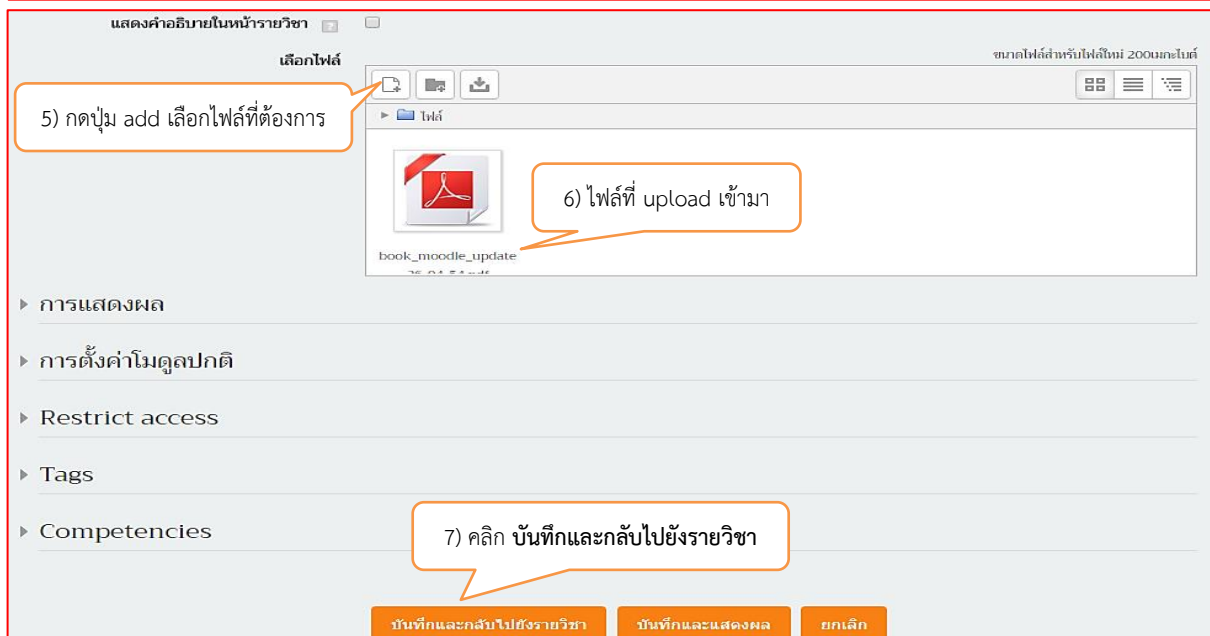 แสดงคำอธิบายในหน้ารายวิชา
เลือกไฟล์
ขนาดไฟล์สำหรับไฟล์ใหม่ 200เมกะไบต์
5) กดปุ่ม add เลือกไฟล์ที่ต้องการ
ไฟล์
6) ไฟล์ที่ upload เข้ามา
book_moodle_update
การแสดงผล
การตั้งค่าโมดูลปกติ
Restrict access
Tags
Competencies
7) คลิก บันทึกและกลับไปยังรายวิชา
บันทึกและกลับไปยังรายวิชา
บันทึกและแสดงผล
ยกเลิก